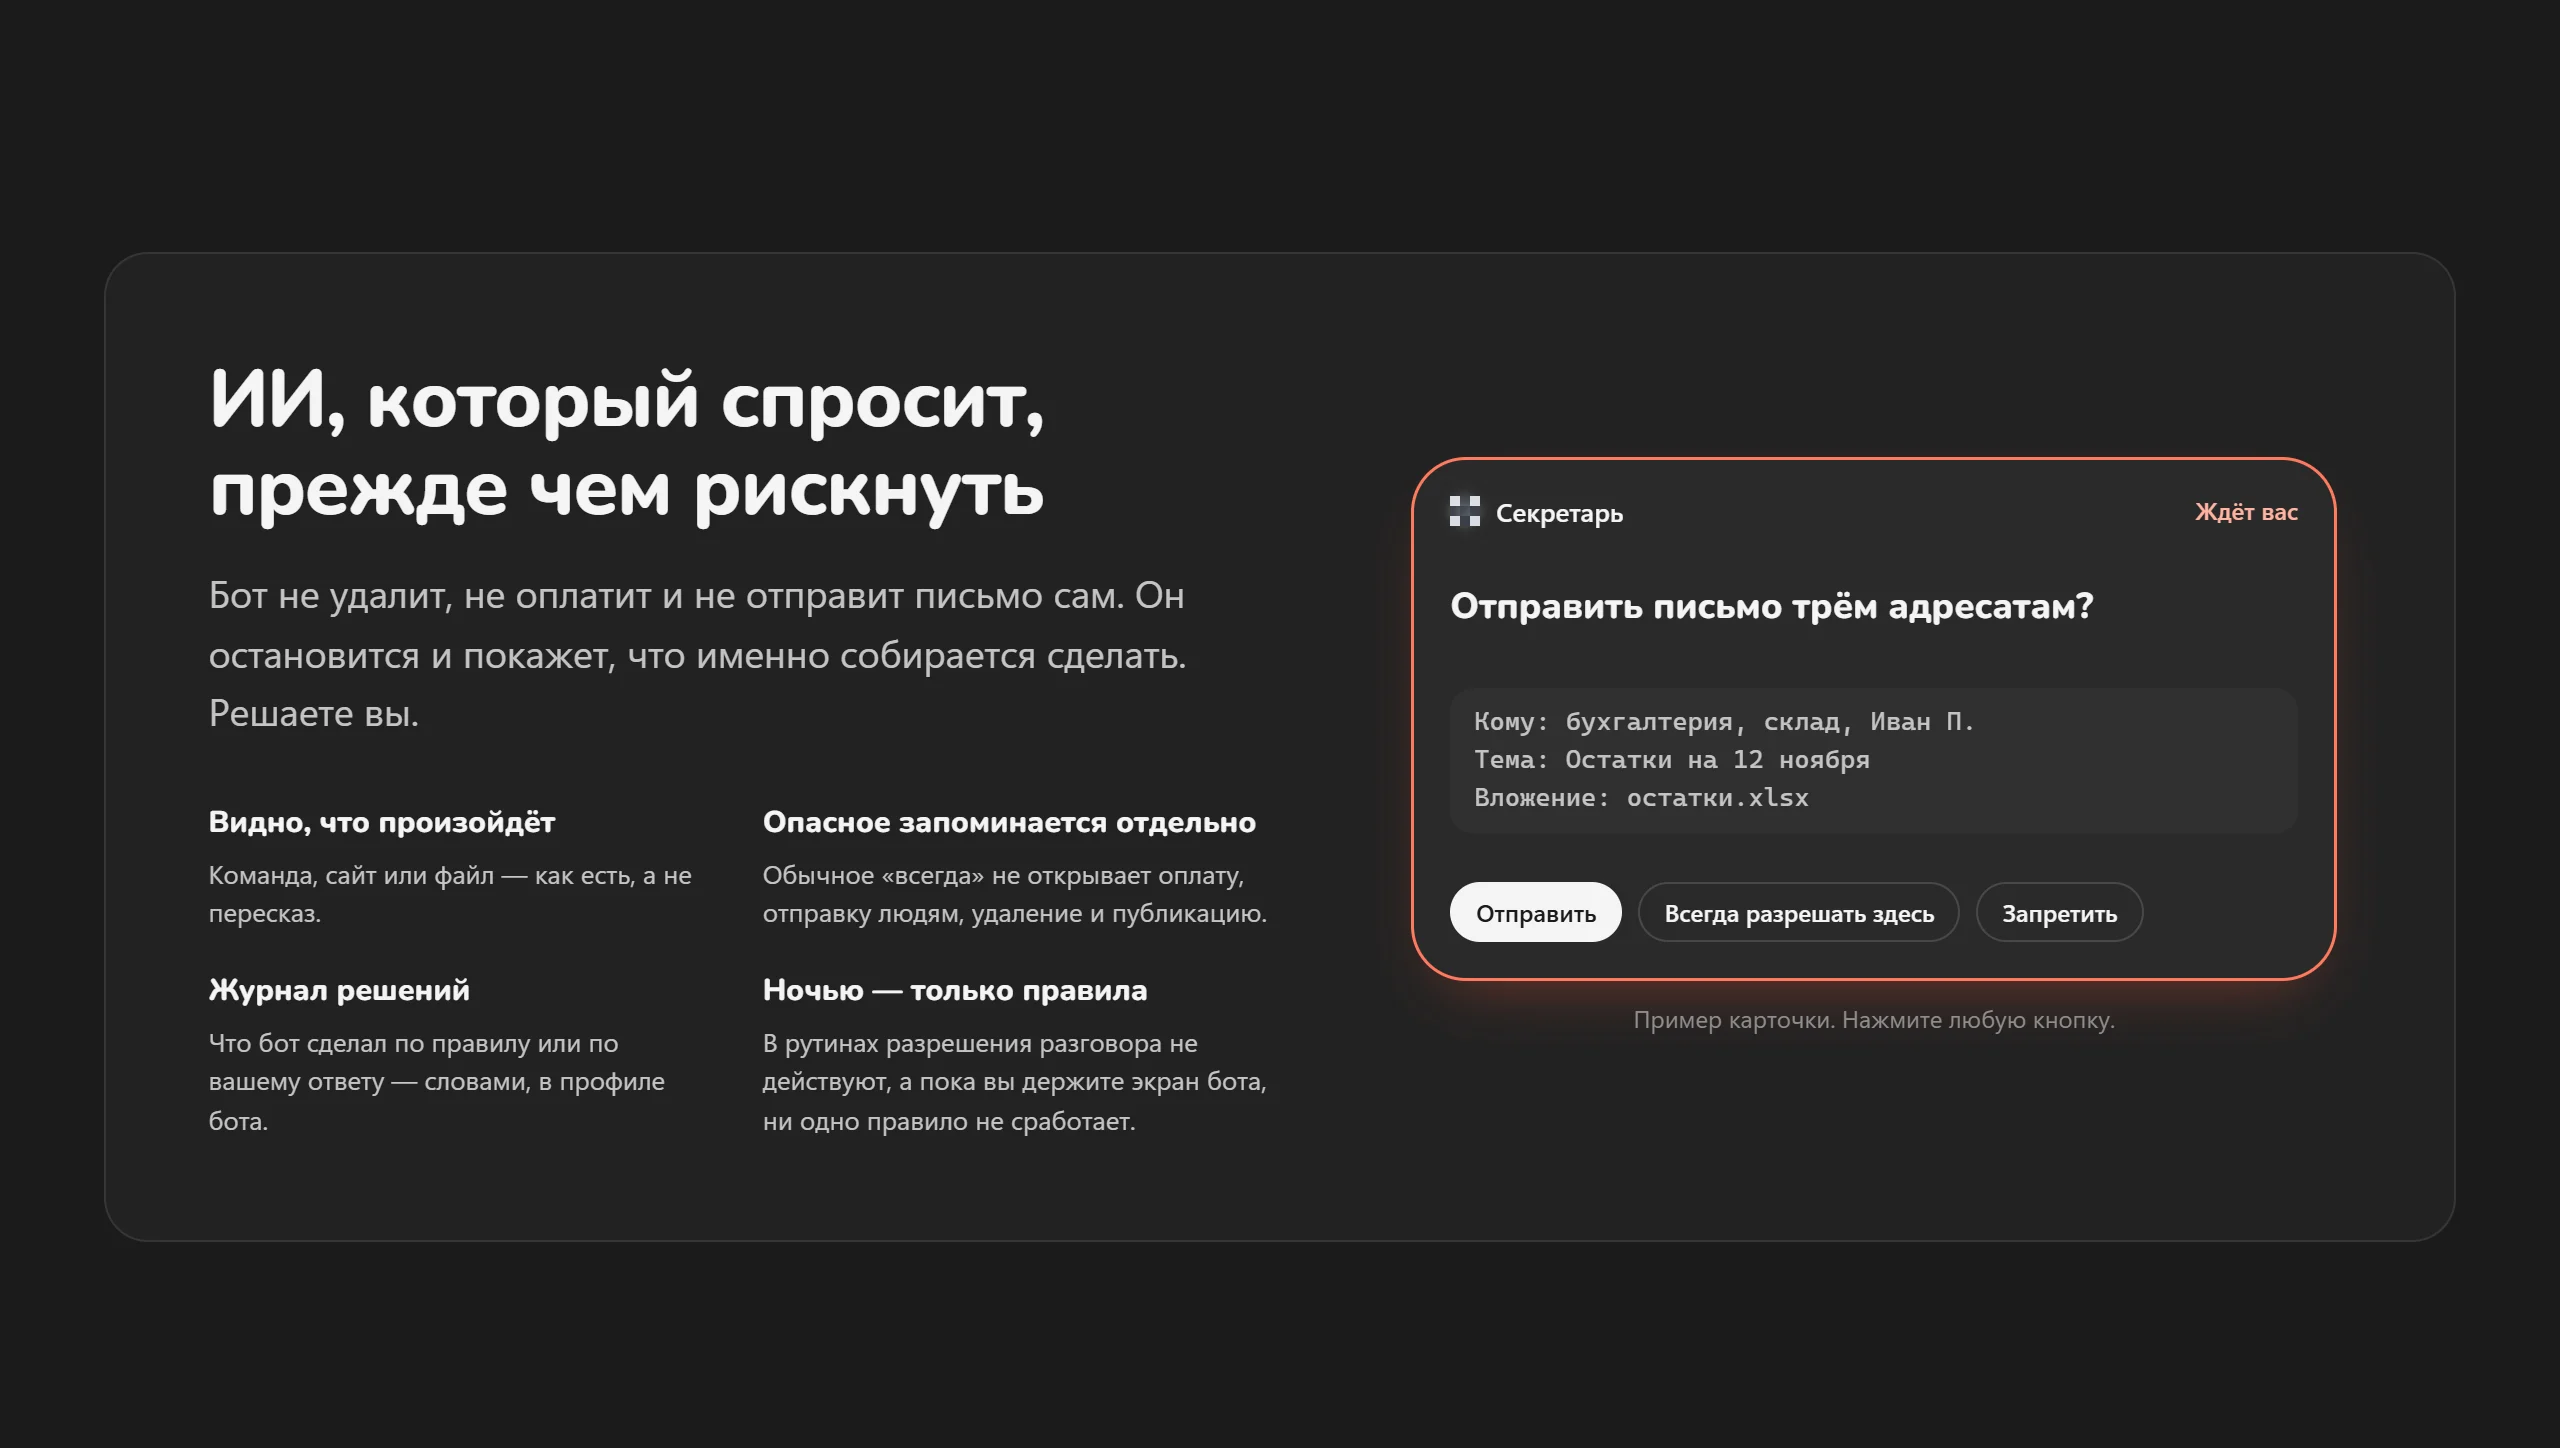 ИИ, который спросит,
прежде чем рискнуть
Бот не удалит, не оплатит и не отправит письмо сам. Он
остановится и покажет, что именно собирается сделать.
Решаете вы.
Видно, что произойдёт
Команда, сайт или файл — как есть, а не
пересказ.
Опасное запоминается отдельно
Обычное «всегда» не открывает оплату,
отправку людям, удаление и публикацию.
Журнал решений
Что бот сделал по правилу или по
вашему ответу — словами, в профиле
бота.
Ночью — только правила
В рутинах разрешения разговора не
действуют, а пока вы держите экран бота,
ни одно правило не сработает.
Секретарь
Ждёт вас
Отправить письмо трём адресатам?
Кому: бухгалтерия, склад, Иван П.
Тема: Остатки на 12 ноября
Вложение: остатки.xlsx
Отправить
Всегда разрешать здесь
Запретить
Пример карточки. Нажмите любую кнопку.